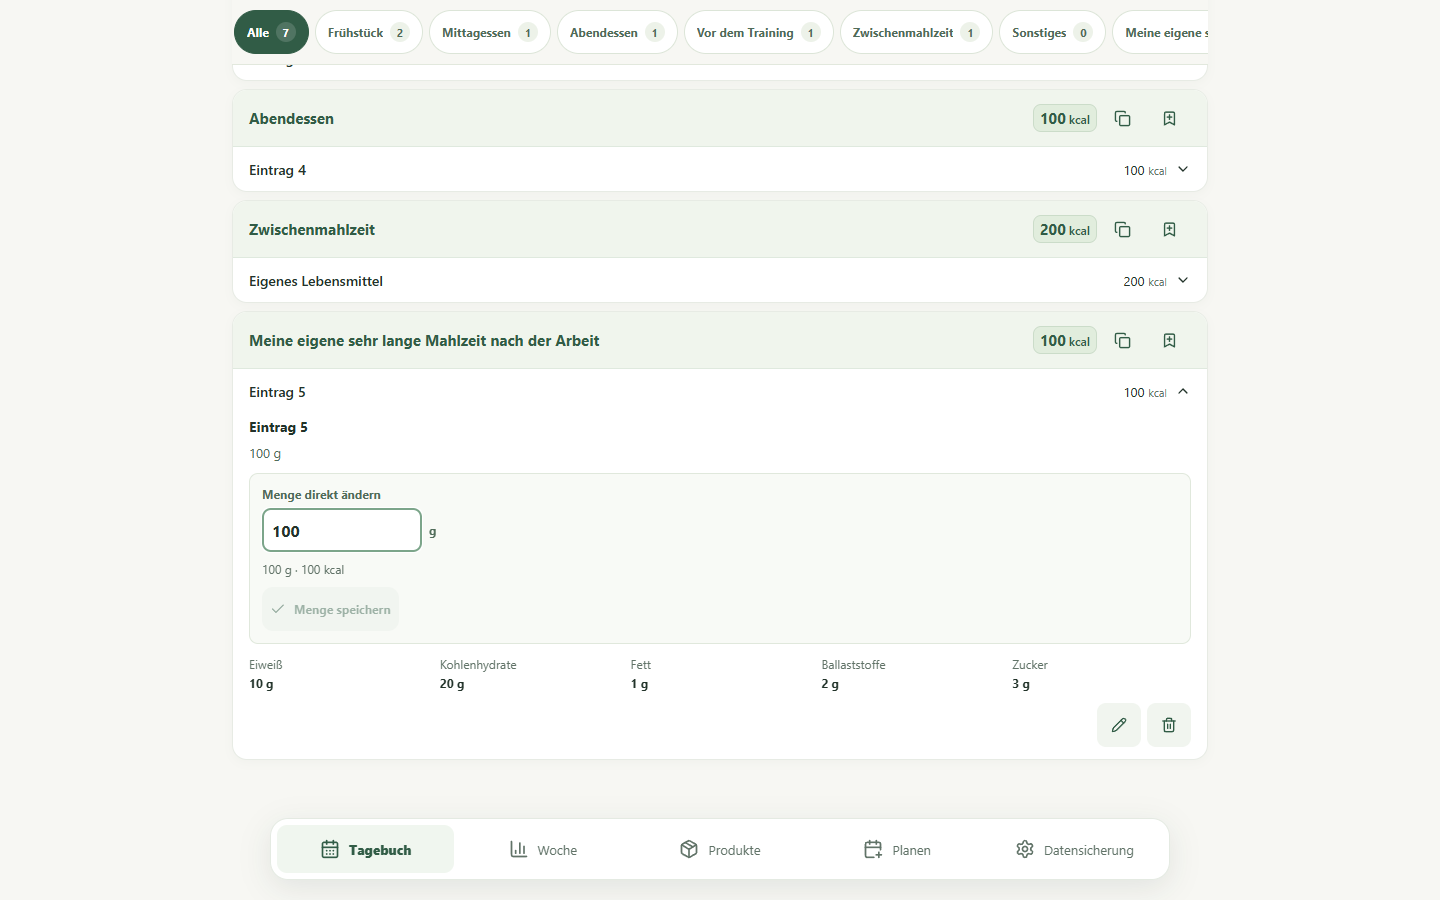 Alle 7 Frühstück 2 Mittagessen 1 Abendessen 1 Vor dem Training 1 Zwischenmahlzeit 1 Sonstiges 0 Meine eigene
Abendessen 100 kcal
Eintrag 4 100 kcal
Zwischenmahlzeit 200 kcal
Eigenes Lebensmittel 200 kcal
Meine eigene sehr lange Mahlzeit nach der Arbeit 100 kcal
Eintrag 5 100 kcal
Eintrag 5
100 g
Menge direkt ändern
100 g
100 g · 100 kcal
Menge speichern
Eiweiß Kohlenhydrate Fett Ballaststoffe Zucker
10 g 20 g 1 g 2 g 3 g
Tagebuch Woche Produkte Planen Datensicherung